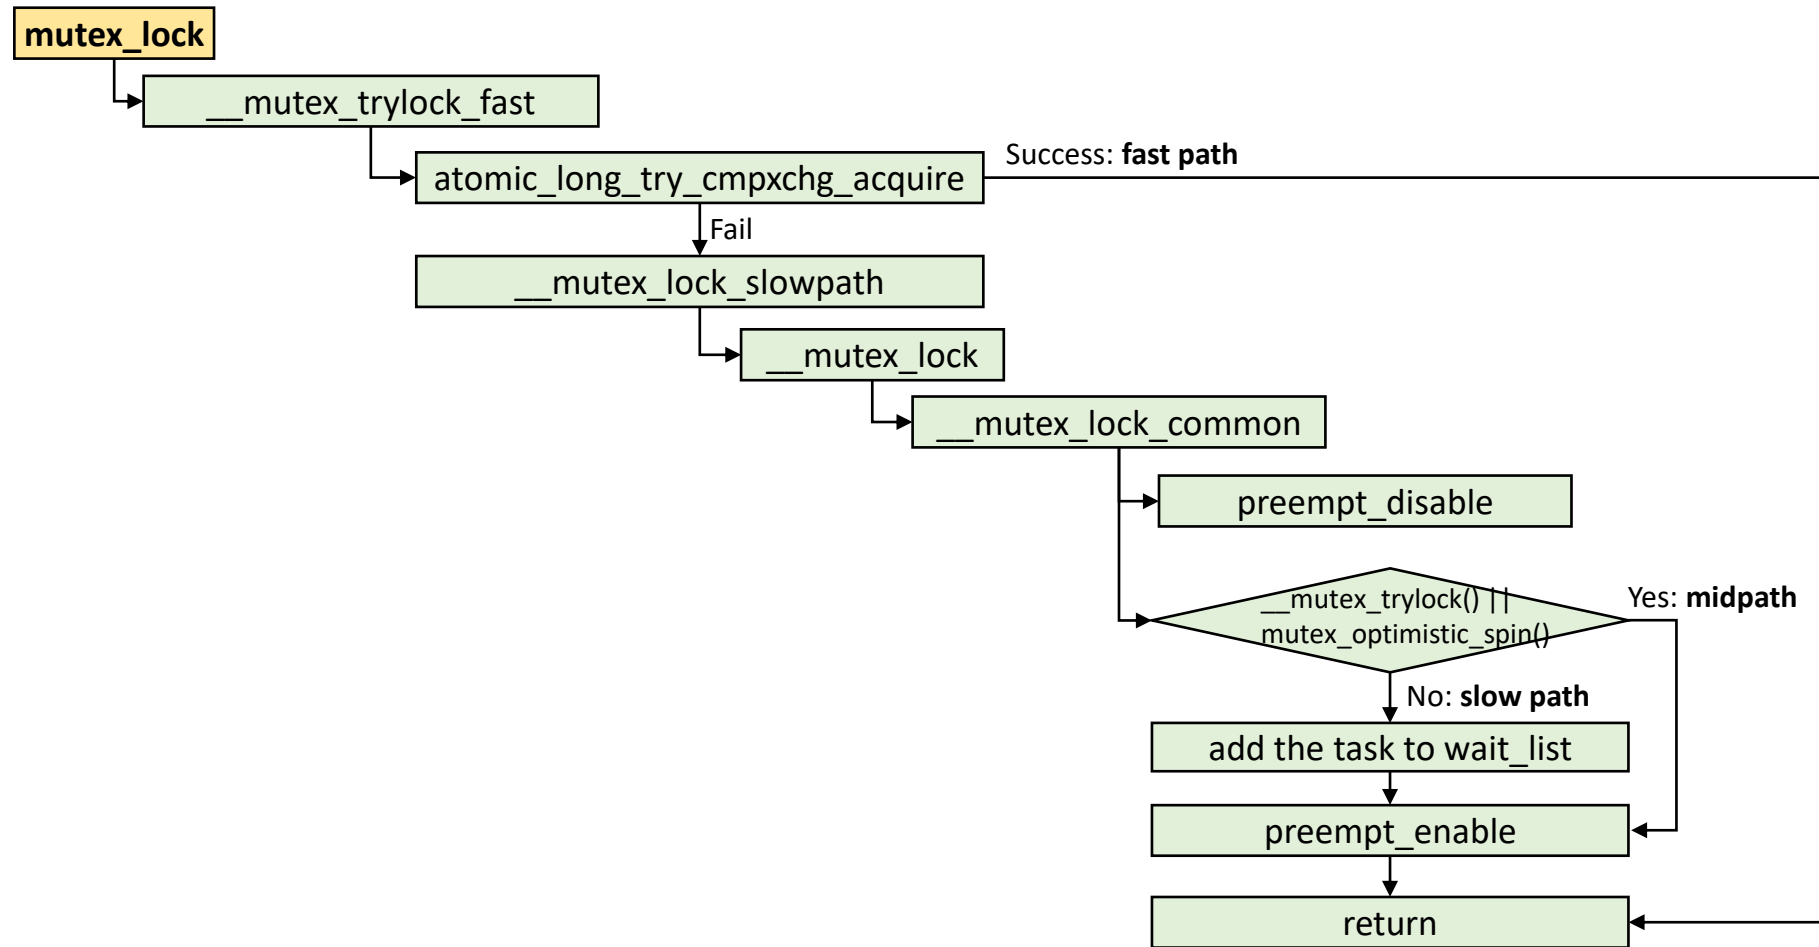 mutex_lock
__mutex_trylock_fast
Success: fast path
atomic_long_try_cmpxchg_acquire
Fail
__mutex_lock_slowpath
__mutex_lock
__mutex_lock_common
preempt_disable
__mutex_trylock() ||
mutex_optimistic_spin()
Yes: midpath
No: slow path
add the task to wait_list
preempt_enable
return